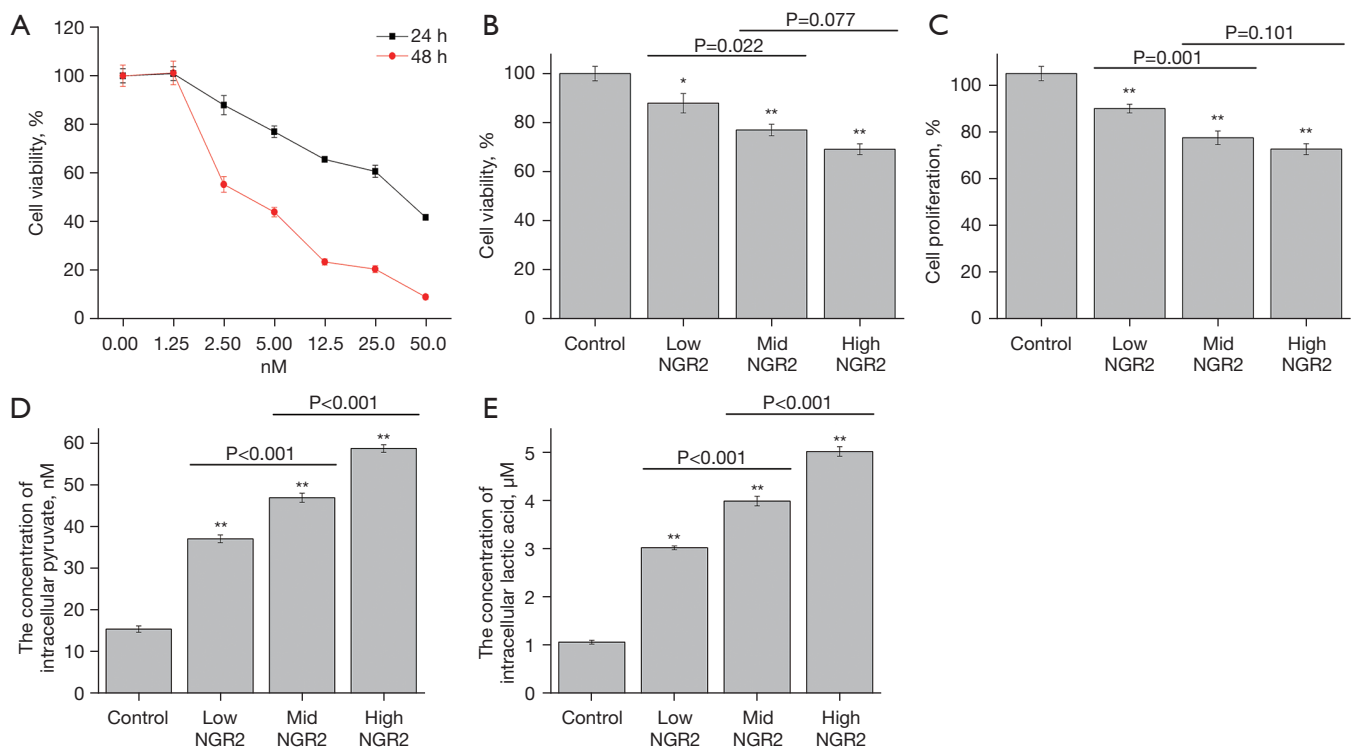 A
120
100
80
60
40
20
0
Cell viability, %
24 h
48 h
0.00 1.25 2.50 5.00 12.5 25.0 50.0
nM
B
P=0.077
P=0.022
100
80
60
40
20
0
Cell viability, %
*
**
**
Control Low Mid High
NGR2 NGR2 NGR2
C
P=0.101
P=0.001
100
80
60
40
20
0
Cell proliferation, %
**
**
**
Control Low Mid High
NGR2 NGR2 NGR2
D
P<0.001
P<0.001
60
50
40
30
20
10
0
The concentration of
intracellular pyruvate, nM
**
**
**
Control Low Mid High
NGR2 NGR2 NGR2
E
P<0.001
P<0.001
5
4
3
2
1
0
The concentration of
intracellular lactic acid, μM
**
**
**
Control Low Mid High
NGR2 NGR2 NGR2